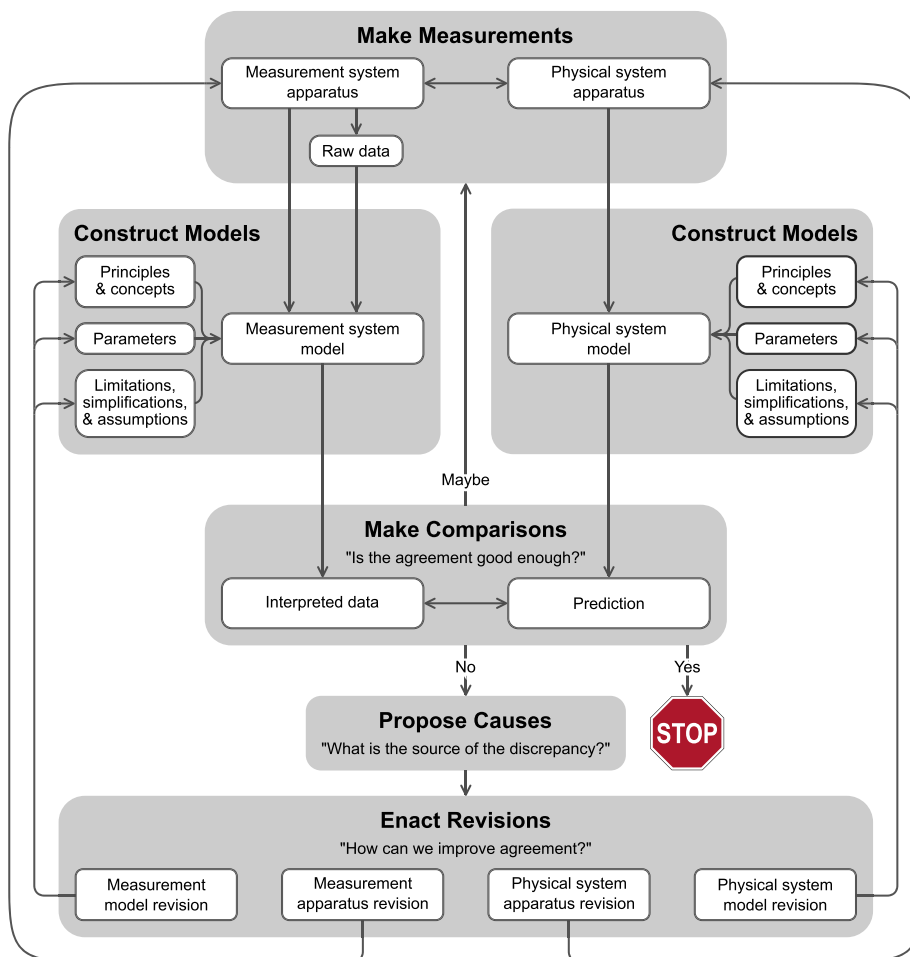 Make Measurements
Measurement system
apparatus
Physical system
apparatus
Raw data
Construct Models
Principles
& concepts
Parameters
Limitations,
simplifications,
& assumptions
Measurement system
model
Construct Models
Physical system
model
Principles
& concepts
Parameters
Limitations,
simplifications,
& assumptions
Maybe
Make Comparisons
"Is the agreement good enough?"
Interpreted data
Prediction
No
Yes
Propose Causes
"What is the source of the discrepancy?"
STOP
Enact Revisions
"How can we improve agreement?"
Measurement
model revision
Measurement
apparatus revision
Physical system
apparatus revision
Physical system
model revision